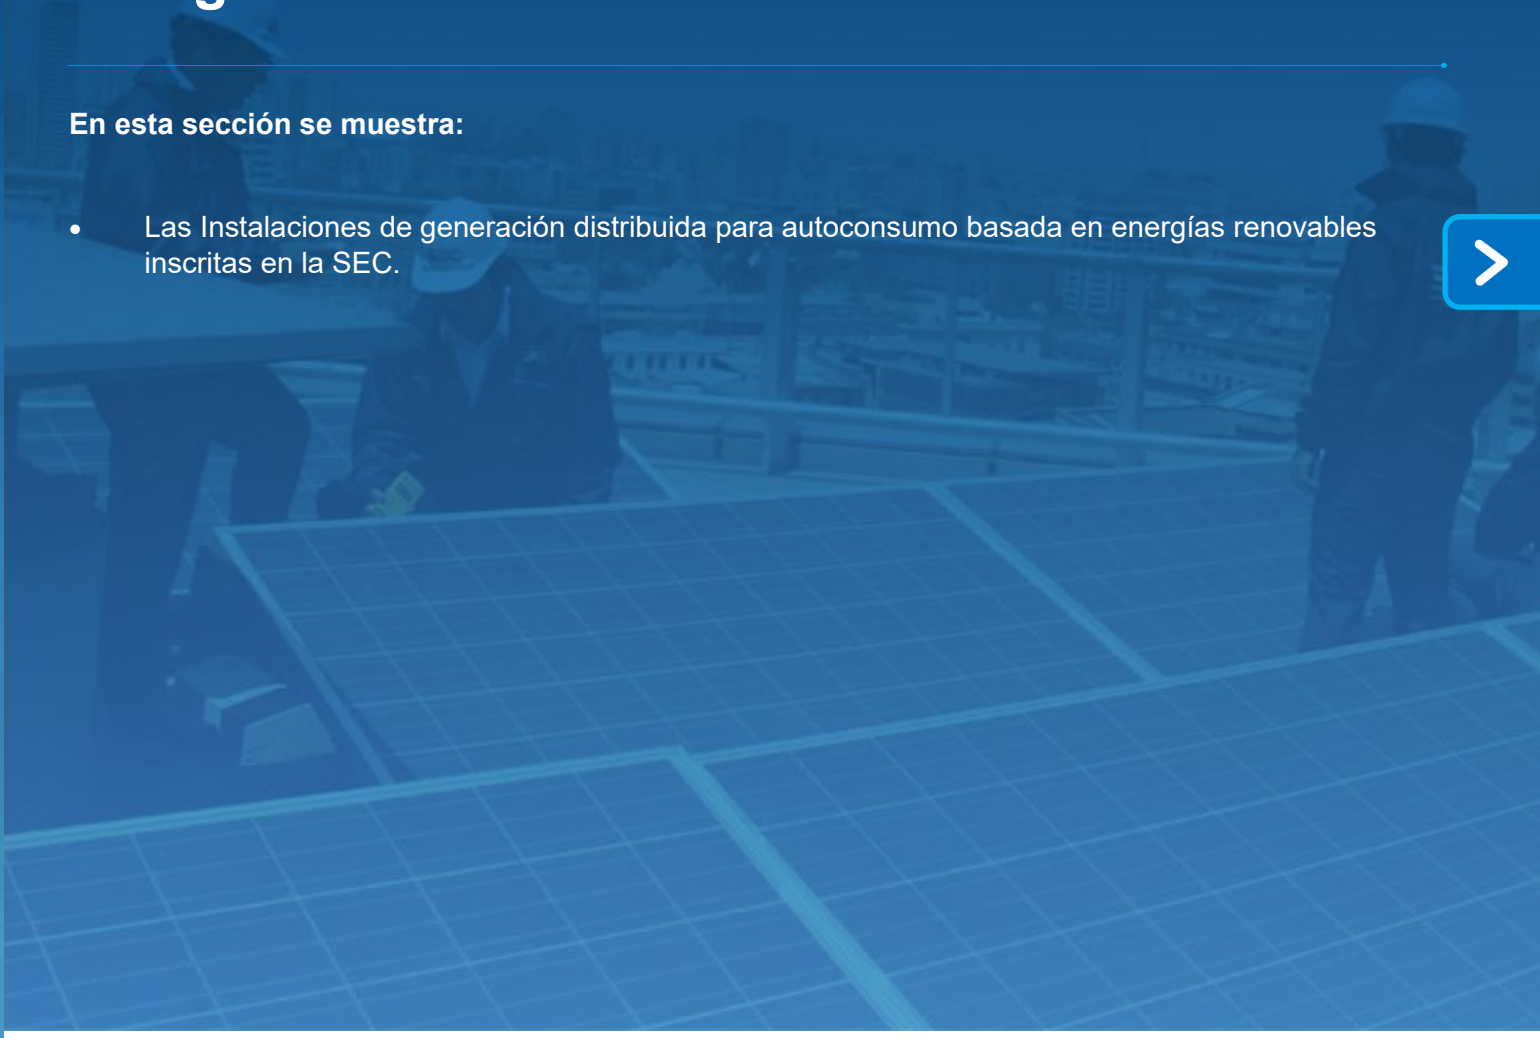 En esta sección se muestra:
• Las Instalaciones de generación distribuida para autoconsumo basada en energías renovables
inscritas en la SEC.